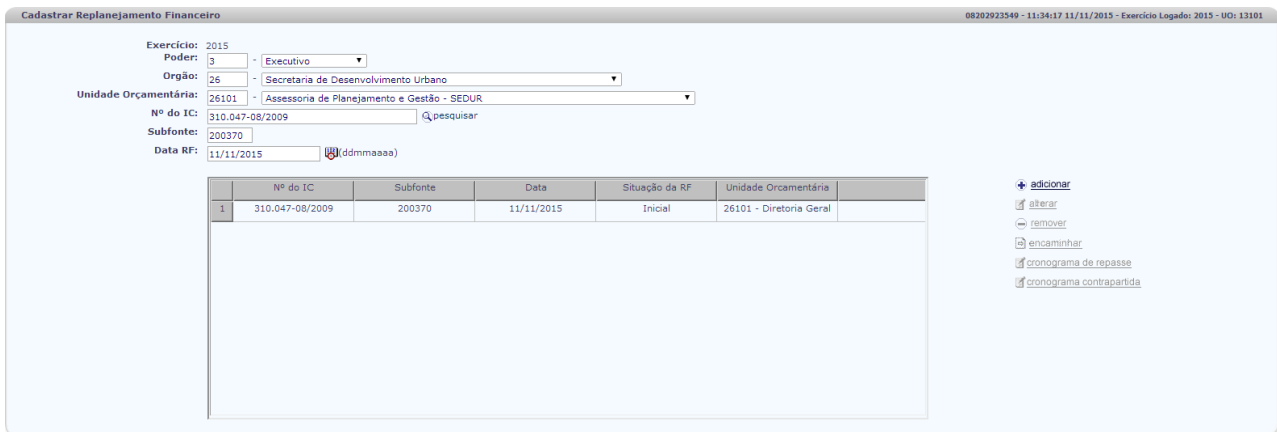 Cadastrar Replanejamento Financeiro 08202923549 - 11:34:17 11/11/2015 - Exercício Logado: 2015 - UO: 13101
Exercício: 2015
Poder: 3 - Executivo
Orgão: 26 - Secretaria de Desenvolvimento Urbano
Unidade Orçamentária: 26101 - Assessoria de Planejamento e Gestão - SEDUR
Nº do IC: 310.047-08/2009 pesquisar
Subfonte: 200370
Data RF: 11/11/2015 (ddmmaaaa)
Nº do IC Subfonte Data Situação da RF Unidade Orcamentária
1 310.047-08/2009 200370 11/11/2015 Inicial 26101 - Diretoria Geral
adicionar
alterar
remover
encaminhar
cronograma de repasse
cronograma contrapartida